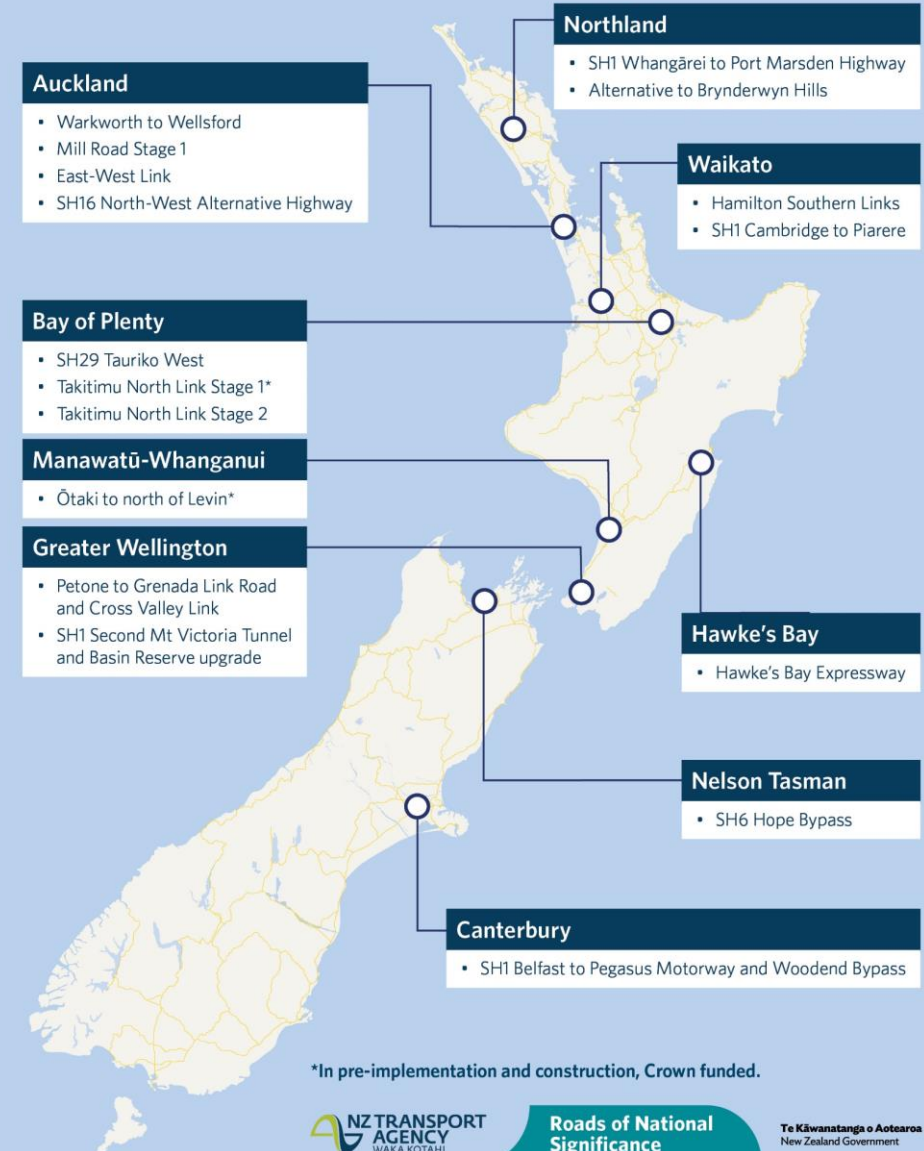 Northland
• SH1 Whangārei to Port Marsden Highway
• Alternative to Brynderwyn Hills
Auckland
• Warkworth to Wellsford
• Mill Road Stage 1
• East-West Link
• SH16 North-West Alternative Highway
Waikato
• Hamilton Southern Links
• SH1 Cambridge to Piarere
Bay of Plenty
• SH29 Tauriko West
• Takitimu North Link Stage 1*
• Takitimu North Link Stage 2
Manawatū-Whanganui
• Ōtaki to north of Levin*
Greater Wellington
• Petone to Grenada Link Road
and Cross Valley Link
• SH1 Second Mt Victoria Tunnel
and Basin Reserve upgrade
Hawke's Bay
• Hawke's Bay Expressway
Nelson Tasman
• SH6 Hope Bypass
Canterbury
• SH1 Belfast to Pegasus Motorway and Woodend Bypass
*In pre-implementation and construction, Crown funded.
NZ TRANSPORT
AGENCY
WAKA KOTAHI
Roads of National
Significance
Te Kāwanatanga o Aotearoa
New Zealand Government